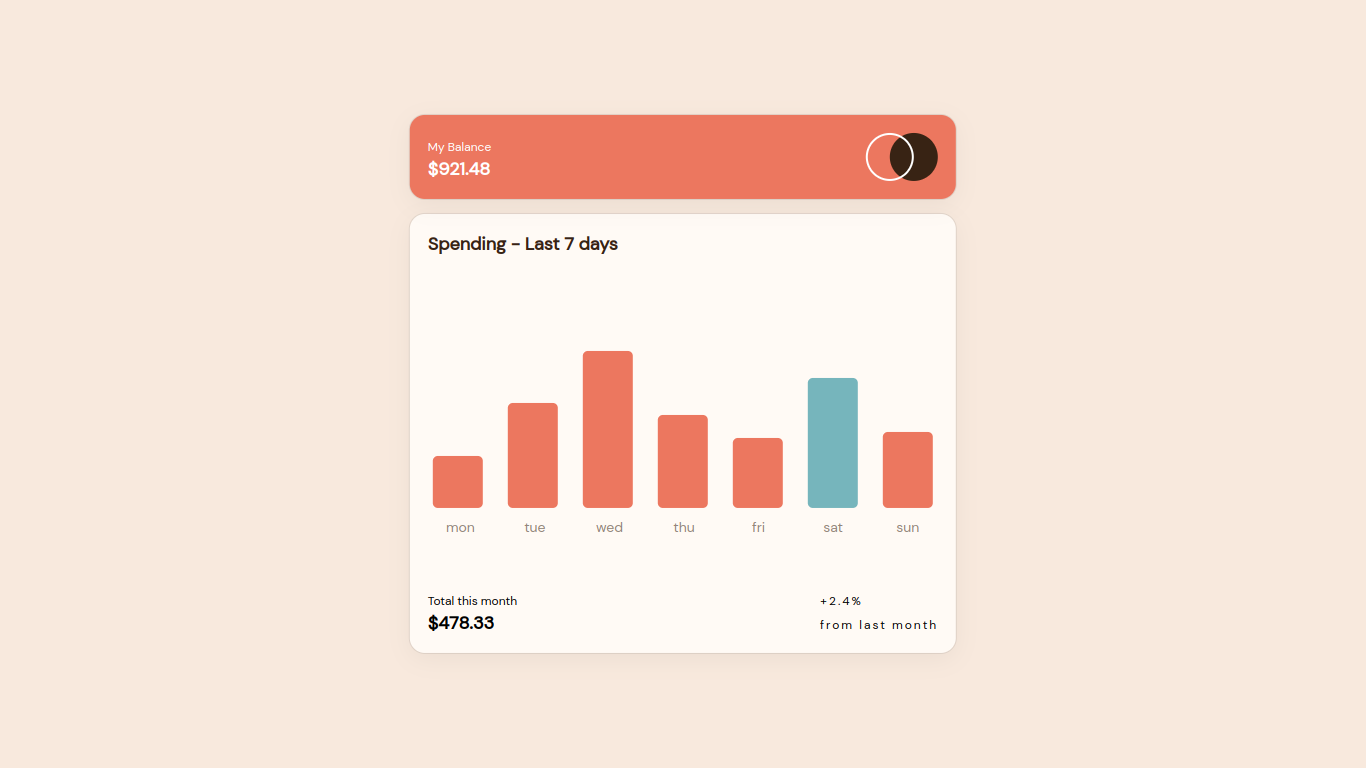 My Balance
$921.48
Spending - Last 7 days
mon tue wed thu fri sat sun
Total this month
$478.33
+2.4%
from last month